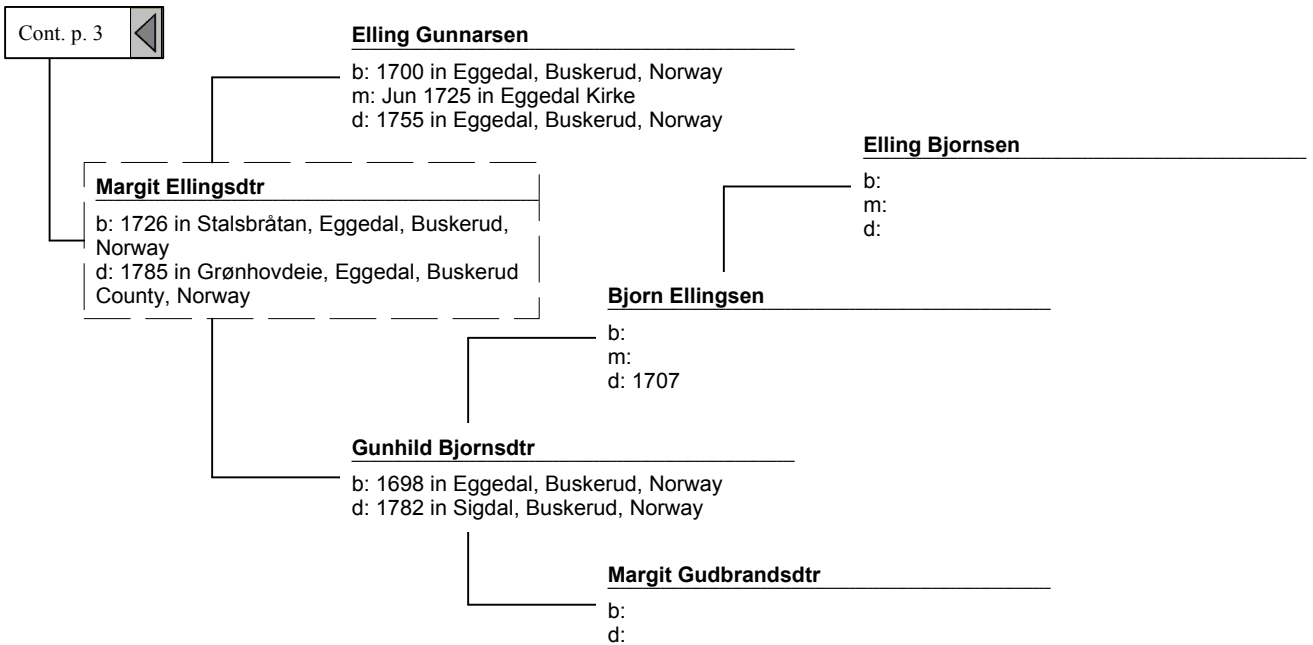 Cont. p. 3
Elling Gunnarsen
b: 1700 in Eggedal, Buskerud, Norway
m: Jun 1725 in Eggedal Kirke
d: 1755 in Eggedal, Buskerud, Norway
Elling Bjornsen
b:
m:
d:
Margit Ellingsdtr
b: 1726 in Stalsbråtan, Eggedal, Buskerud,
Norway
d: 1785 in Grønhovdeie, Eggedal, Buskerud
County, Norway
Bjorn Ellingsen
b:
m:
d: 1707
Gunhild Bjornsdtr
b: 1698 in Eggedal, Buskerud, Norway
d: 1782 in Sigdal, Buskerud, Norway
Margit Gudbrandsdtr
b:
d: